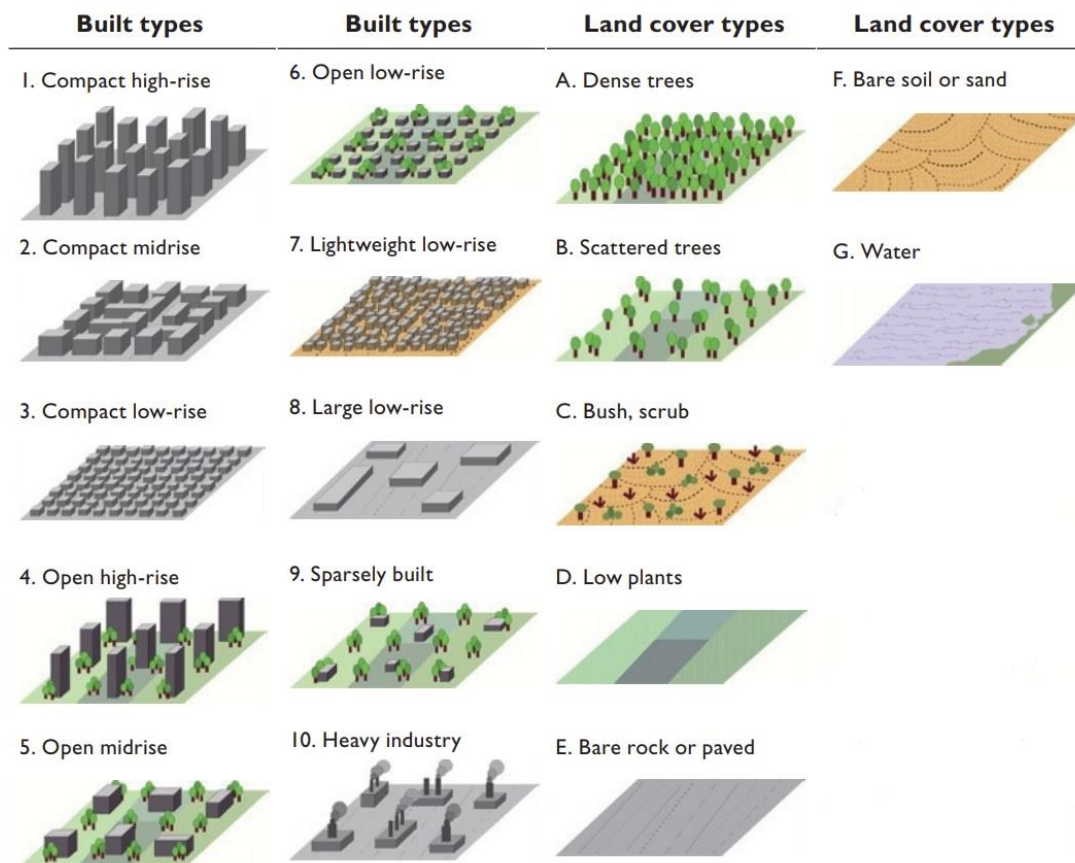 Built types
1. Compact high-rise
2. Compact midrise
3. Compact low-rise
4. Open high-rise
5. Open midrise
Built types
6. Open low-rise
7. Lightweight low-rise
8. Large low-rise
9. Sparsely built
10. Heavy industry
Land cover types
A. Dense trees
B. Scattered trees
C. Bush, scrub
D. Low plants
E. Bare rock or paved
Land cover types
F. Bare soil or sand
G. Water